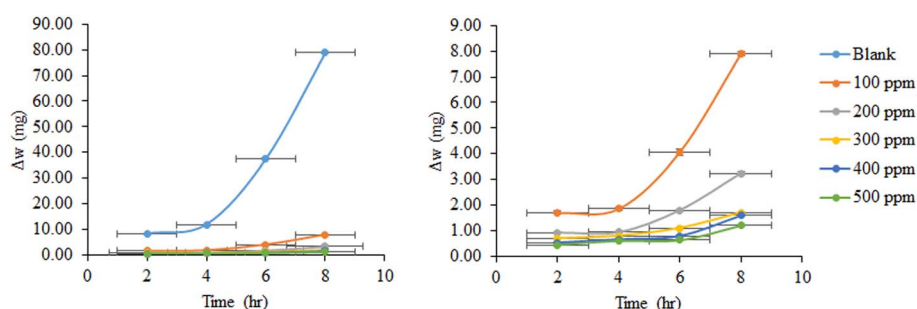 90.00
80.00
70.00
60.00
50.00
40.00
30.00
20.00
10.00
0.00
Δw (mg)
0 2 4 6 8 10
Time (hr)
9.00
8.00
7.00
6.00
5.00
4.00
3.00
2.00
1.00
0.00
Δw (mg)
0 2 4 6 8 10
Time (hr)
Blank
100 ppm
200 ppm
300 ppm
400 ppm
500 ppm